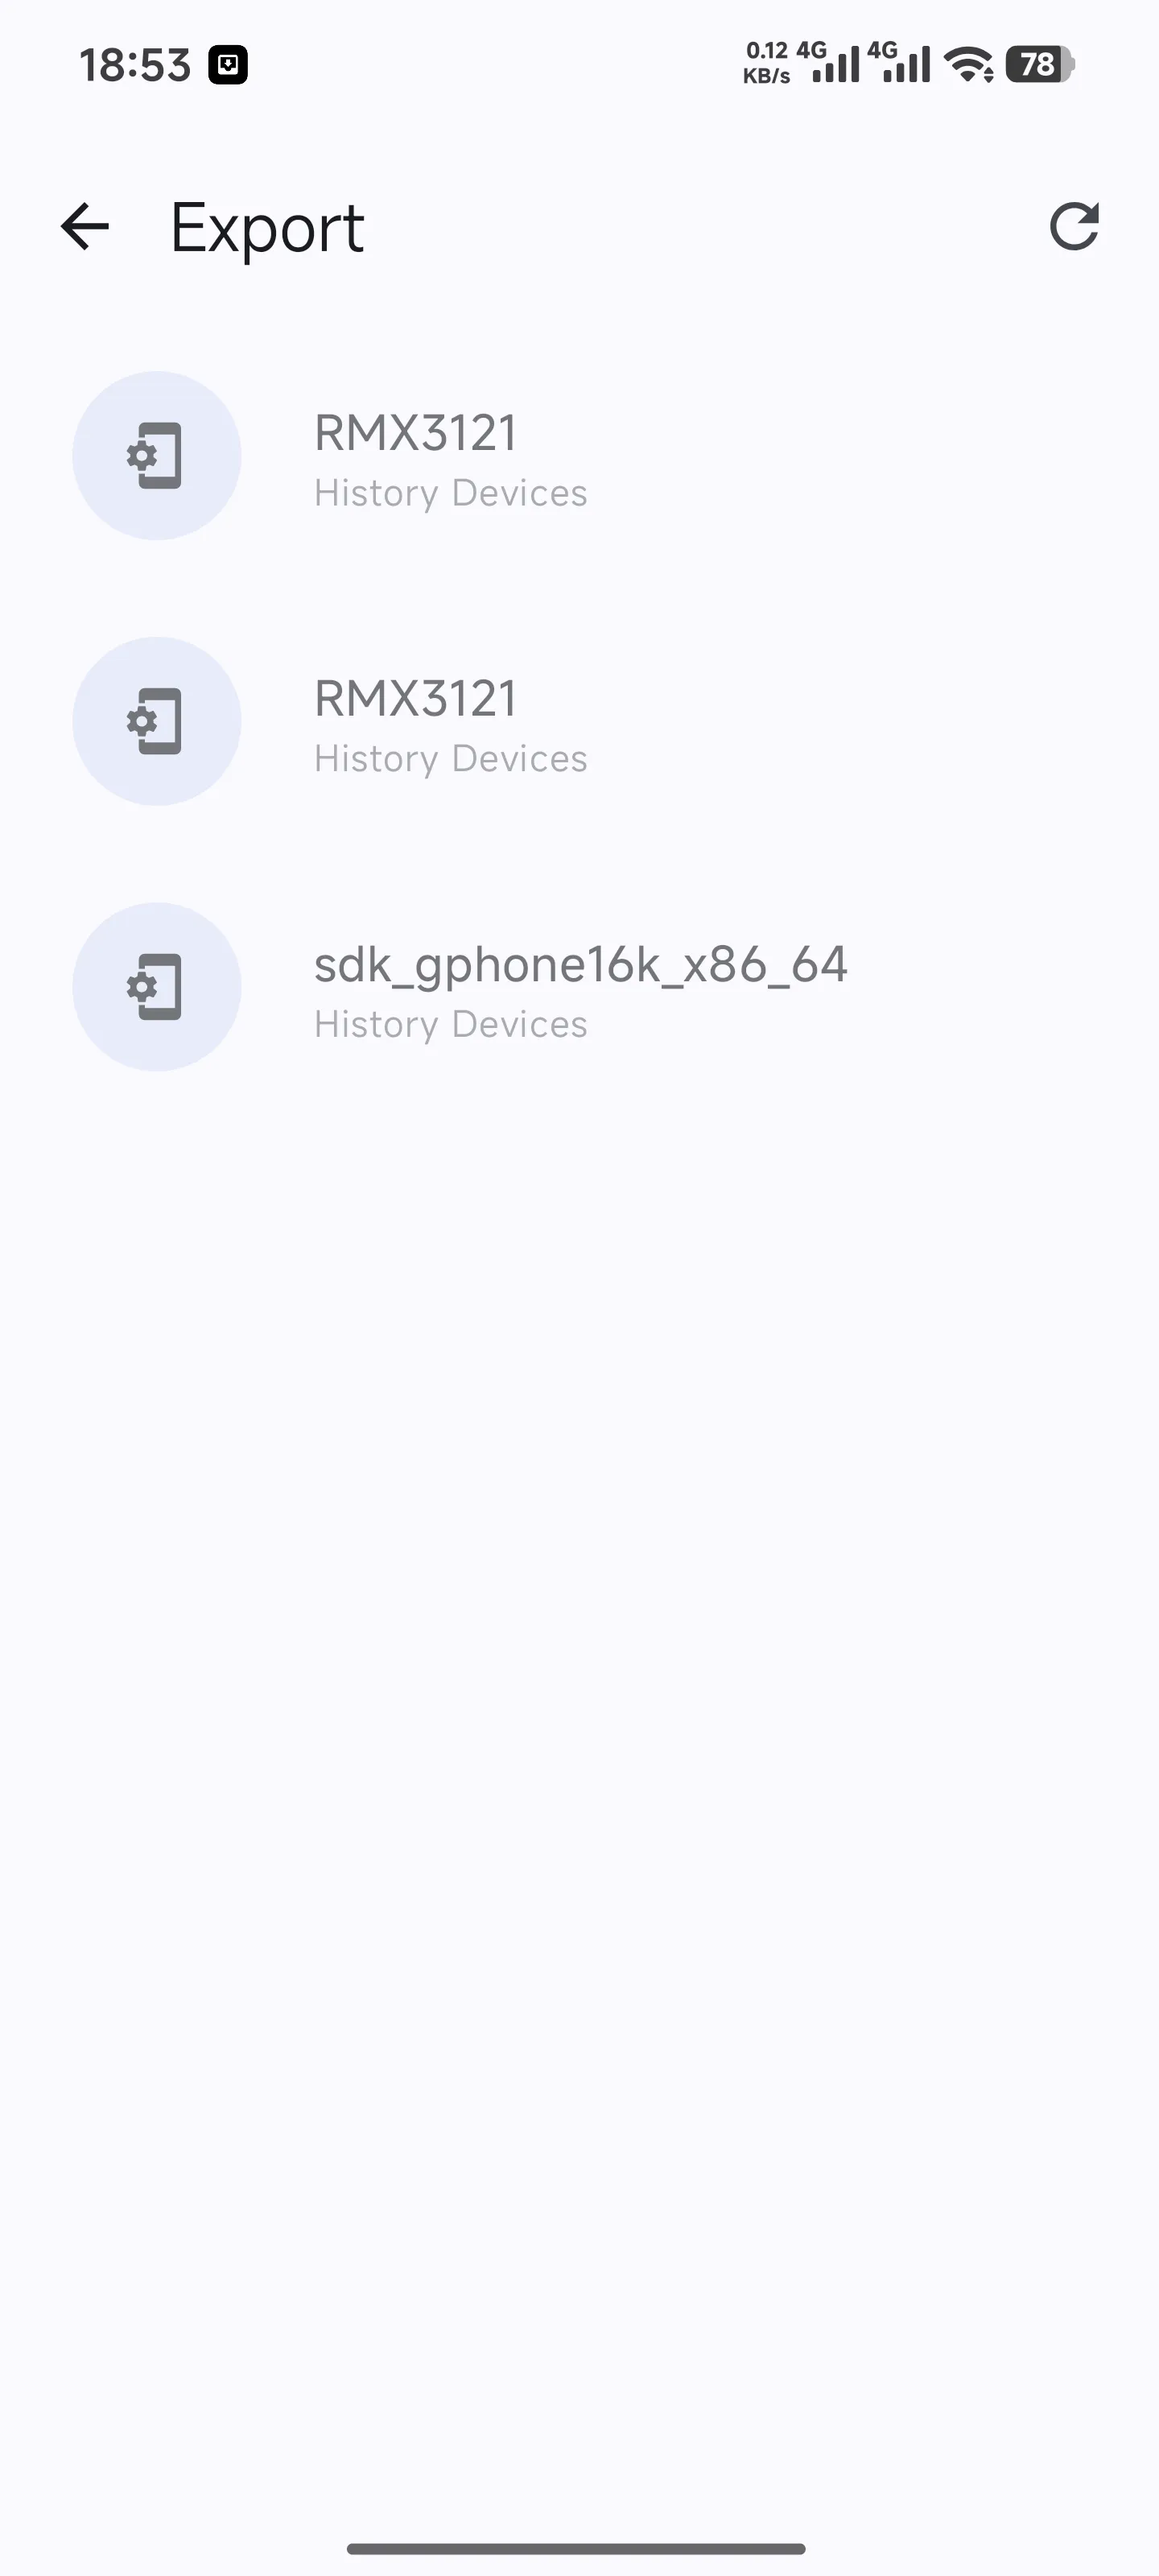 18:53
0.12 KB/s 4G 4G 78
Export
RMX3121
History Devices
RMX3121
History Devices
sdk_gphone16k_x86_64
History Devices